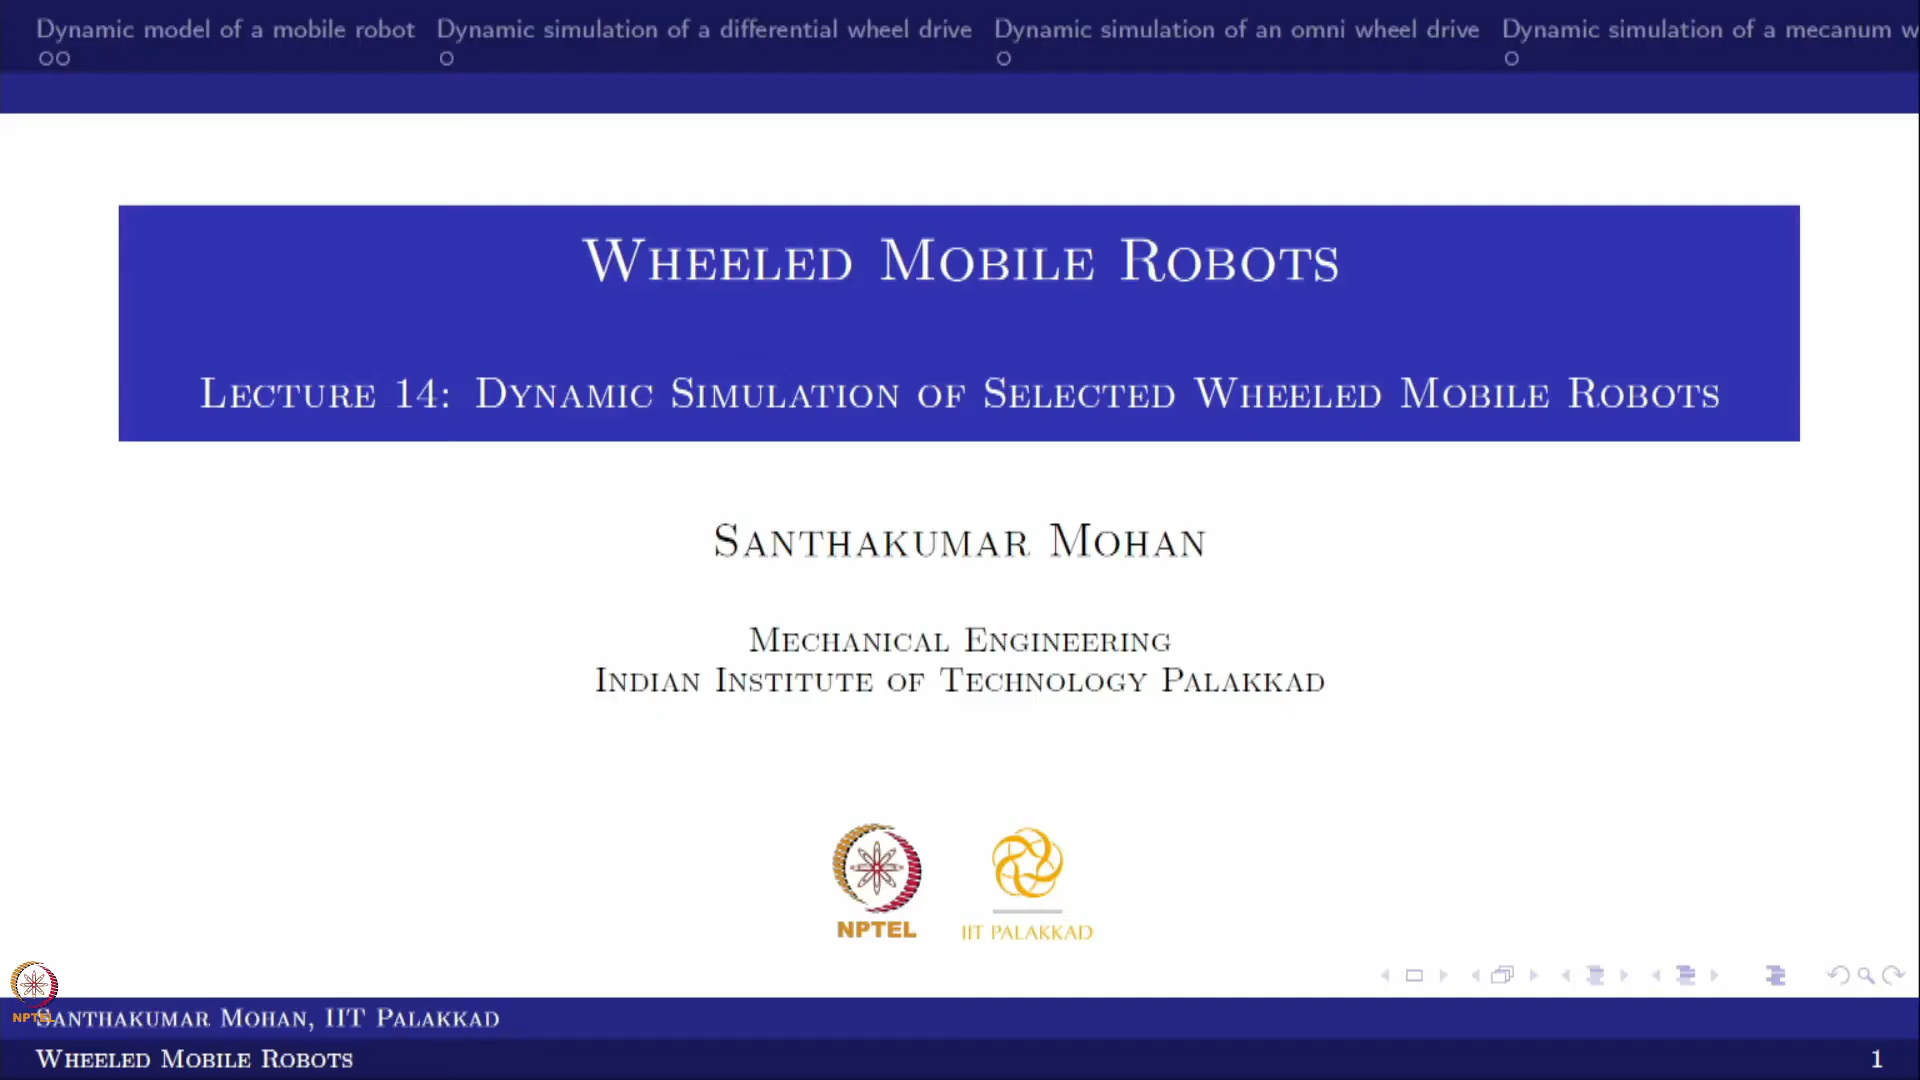 Dynamic model of a mobile robot Dynamic simulation of a differential wheel drive Dynamic simulation of an omni wheel drive Dynamic simulation of a mecanum w
WHEELED MOBILE ROBOTS
LECTURE 14: DYNAMIC SIMULATION OF SELECTED WHEELED MOBILE ROBOTS
SANTHAKUMAR MOHAN
MECHANICAL ENGINEERING
INDIAN INSTITUTE OF TECHNOLOGY PALAKKAD
NPTEL IIT PALAKKAD
NPTEL
SANTHAKUMAR MOHAN, IIT PALAKKAD
WHEELED MOBILE ROBOTS 1